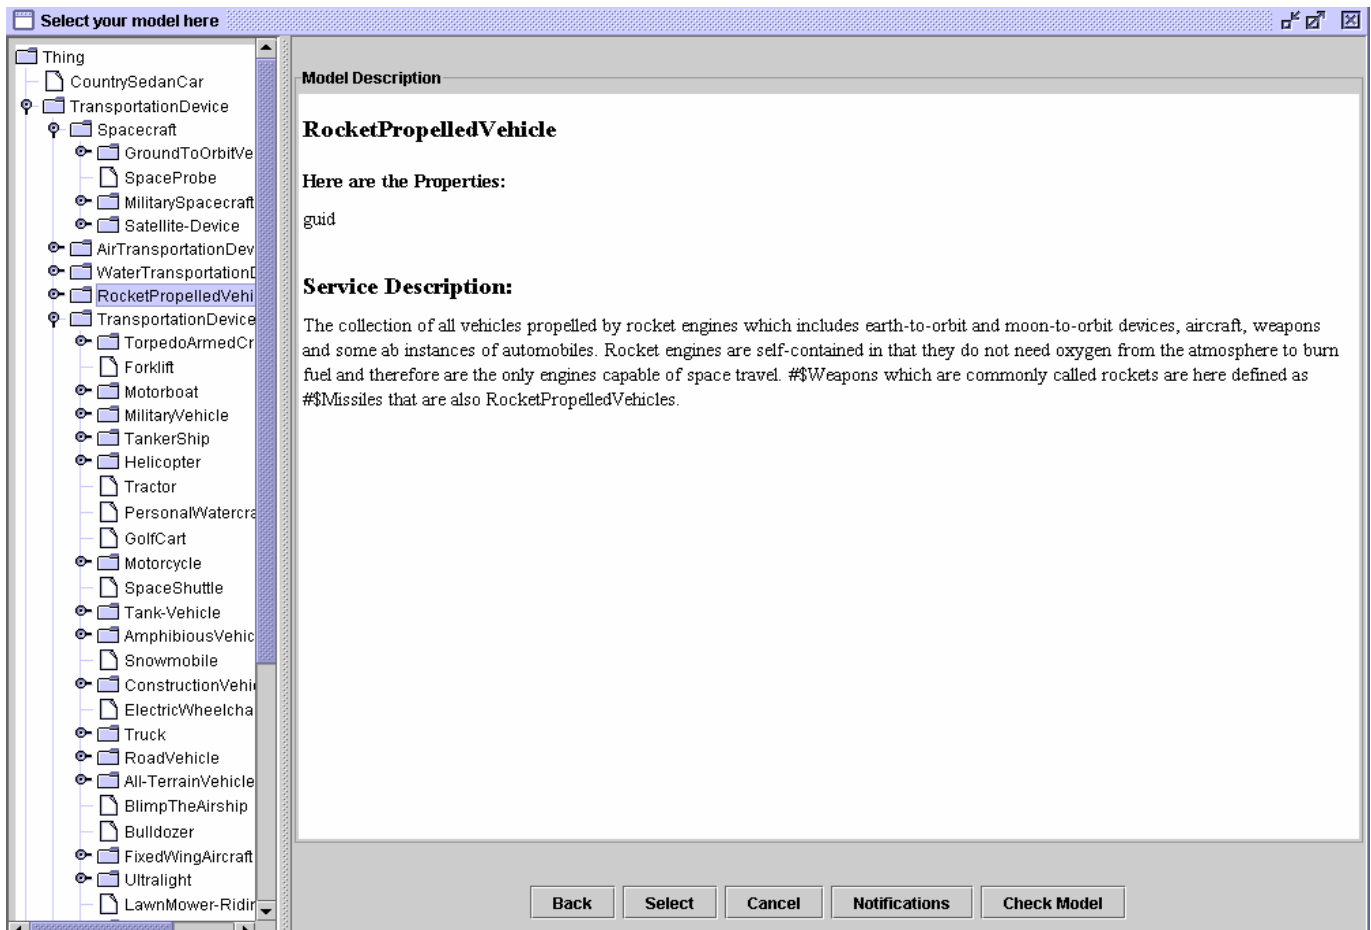 Select your model here
Thing
CountrySedanCar
TransportationDevice
Spacecraft
GroundToOrbitVe
SpaceProbe
MilitarySpacecraft
Satellite-Device
AirTransportationDev
WaterTransportationD
RocketPropelledVehi
TransportationDevice
TorpedoArmedCr
Forklift
Motorboat
MilitaryVehicle
TankerShip
Helicopter
Tractor
PersonalWatercra
GolfCart
Motorcycle
SpaceShuttle
Tank-Vehicle
AmphibiousVehic
Snowmobile
ConstructionVehi
ElectricWheelcha
Truck
RoadVehicle
All-TerrainVehicle
BlimpTheAirship
Bulldozer
FixedWingAircraft
Ultralight
LawnMower-Ridin
Model Description
RocketPropelledVehicle
Here are the Properties:
guid
Service Description:
The collection of all vehicles propelled by rocket engines which includes earth-to-orbit and moon-to-orbit devices, aircraft, weapons
and some ab instances of automobiles. Rocket engines are self-contained in that they do not need oxygen from the atmosphere to burn
fuel and therefore are the only engines capable of space travel. #$Weapons which are commonly called rockets are here defined as
#$Missiles that are also RocketPropelledVehicles.
Back
Select
Cancel
Notifications
Check Model